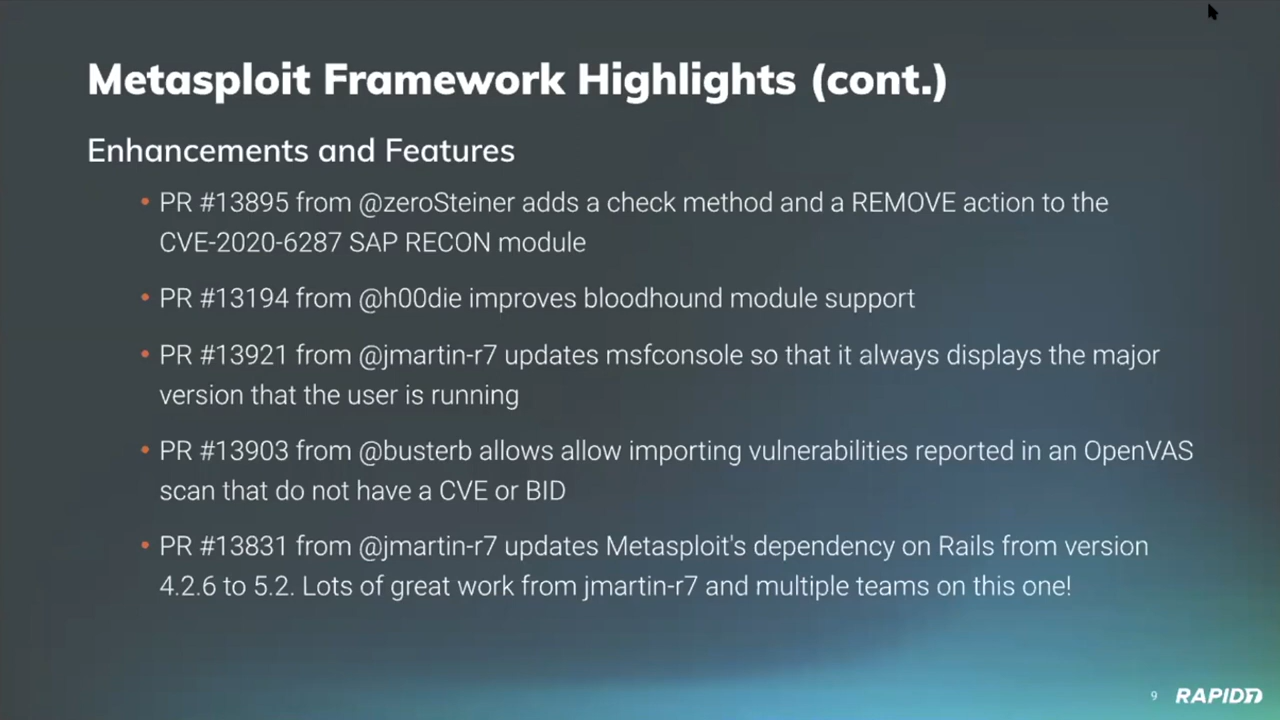 Metasploit Framework Highlights (cont.)
Enhancements and Features
• PR #13895 from @zeroSteiner adds a check method and a REMOVE action to the
CVE-2020-6287 SAP RECON module
• PR #13194 from @h00die improves bloodhound module support
• PR #13921 from @jmartin-r7 updates msfconsole so that it always displays the major
version that the user is running
• PR #13903 from @busterb allows allow importing vulnerabilities reported in an OpenVAS
scan that do not have a CVE or BID
• PR #13831 from @jmartin-r7 updates Metasploit's dependency on Rails from version
4.2.6 to 5.2. Lots of great work from jmartin-r7 and multiple teams on this one!
9 RAPID7